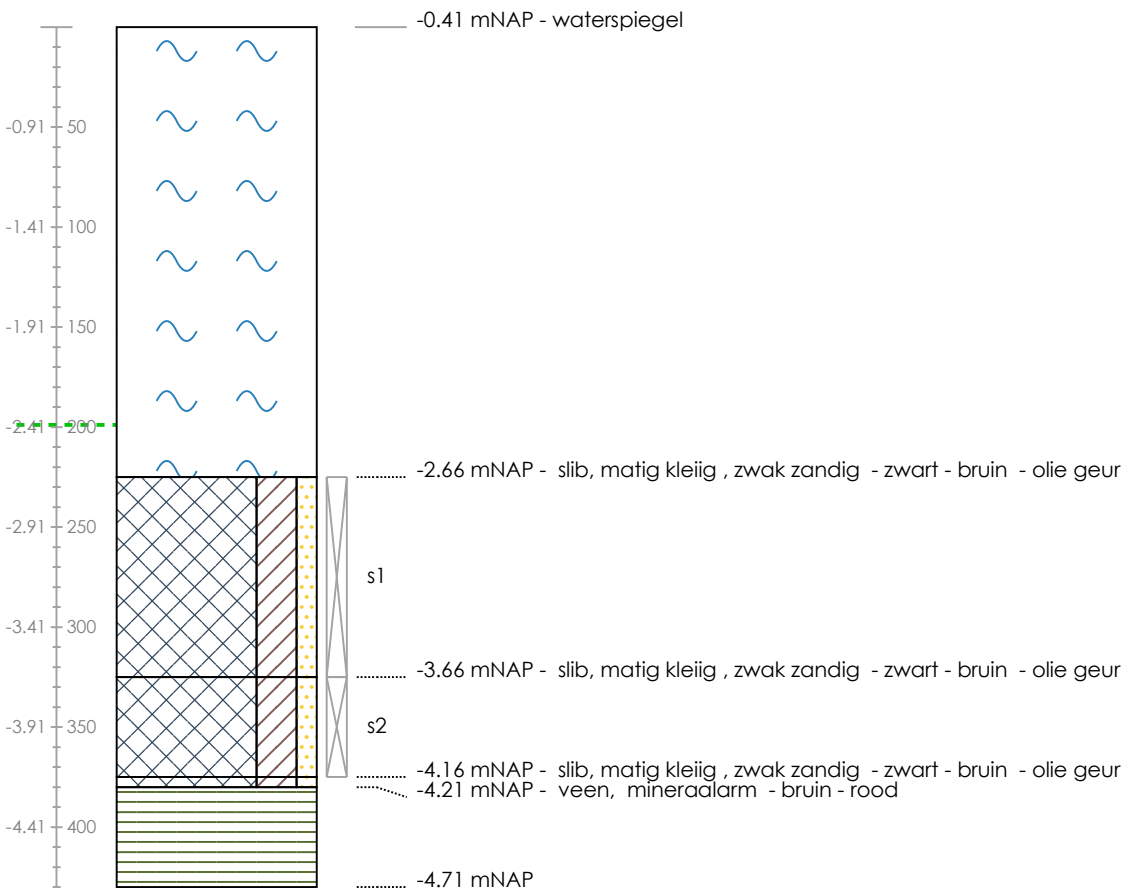 -0.41 mNAP - waterspiegel
-0.91 50
-1.41 100
-1.91 150
-2.41 200
-2.66 mNAP - slib, matig kleiig , zwak zandig - zwart - bruin - olie geur
-2.91 250
s1
-3.41 300
-3.66 mNAP - slib, matig kleiig , zwak zandig - zwart - bruin - olie geur
-3.91 350
s2
-4.16 mNAP - slib, matig kleiig , zwak zandig - zwart - bruin - olie geur
-4.21 mNAP - veen, mineraalarm - bruin - rood
-4.41 400
-4.71 mNAP